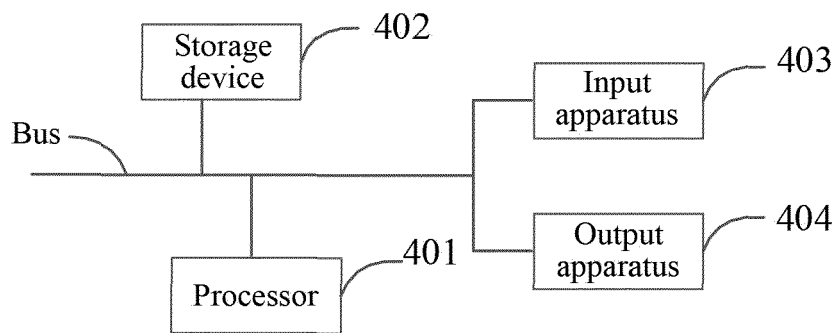 Storage
device
402
Input
apparatus
403
Bus
Output
apparatus
404
Processor
401